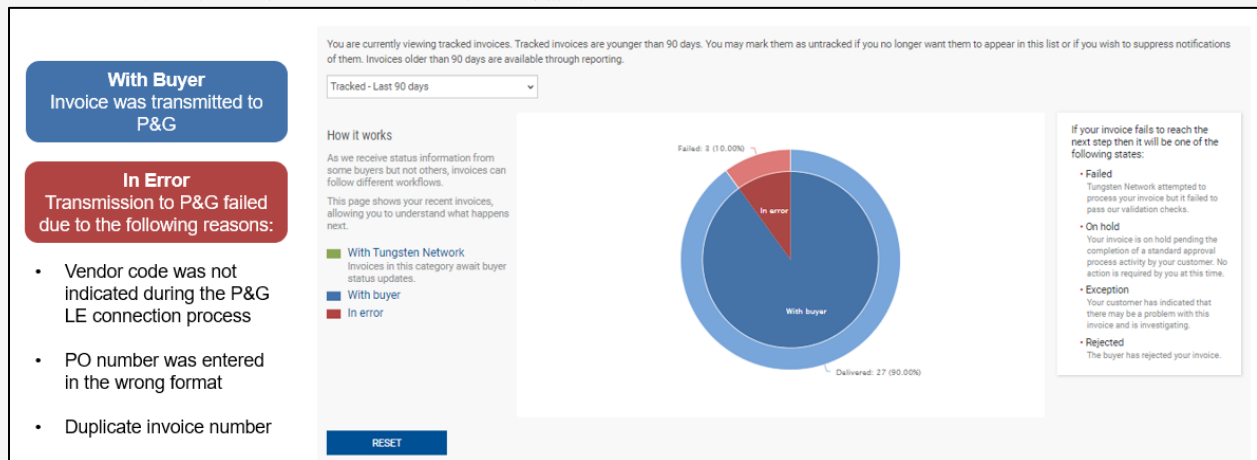 With Buyer
Invoice was transmitted to
P&G
In Error
Transmission to P&G failed
due to the following reasons:
• Vendor code was not
indicated during the P&G
LE connection process
• PO number was entered
in the wrong format
• Duplicate invoice number
You are currently viewing tracked invoices. Tracked invoices are younger than 90 days. You may mark them as untracked if you no longer want them to appear in this list or if you wish to suppress notifications
of them. Invoices older than 90 days are available through reporting.
Tracked - Last 90 days
How it works
As we receive status information from
some buyers but not others, invoices can
follow different workflows.
This page shows your recent invoices,
allowing you to understand what happens
next.
With Tungsten Network
Invoices in this category await buyer
status updates.
With buyer
In error
Failed: 3 (10.00%)
In error
With buyer
Delivered: 27 (90.00%)
If your invoice fails to reach the
next step then it will be one of the
following states:
• Failed
Tungsten Network attempted to
process your invoice but it failed to
pass our validation checks.
• On hold
Your invoice is on hold pending the
completion of a standard approval
process activity by your customer. No
action is required by you at this time.
• Exception
Your customer has indicated that
there may be a problem with this
invoice and is investigating.
• Rejected
The buyer has rejected your invoice.
RESET